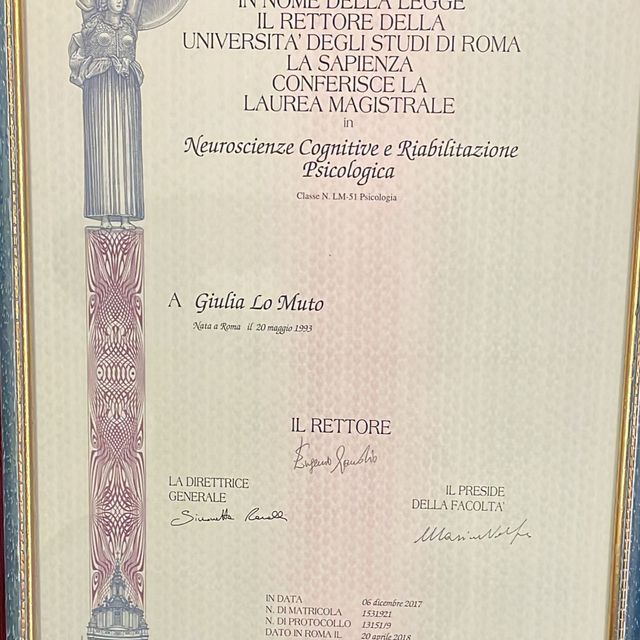 IN NOME DELLA LEGGE
IL RETTORE DELLA
UNIVERSITA' DEGLI STUDI DI ROMA
LA SAPIENZA
CONFERISCE LA
LAUREA MAGISTRALE
in
Neuroscienze Cognitive e Riabilitazione
Psicologica
Classe N. LM-51 Psicologia
A Giulia Lo Muto
Nata a Roma il 20 maggio 1993
IL RETTORE
LA DIRETTRICE
GENERALE
IL PRESIDE
DELLA FACOLTA'
IN DATA 06 dicembre 2017
N. DI MATRICOLA 1531921
N. DI PROTOCOLLO 13151/9
DATO IN ROMA IL 20 aprile 2018